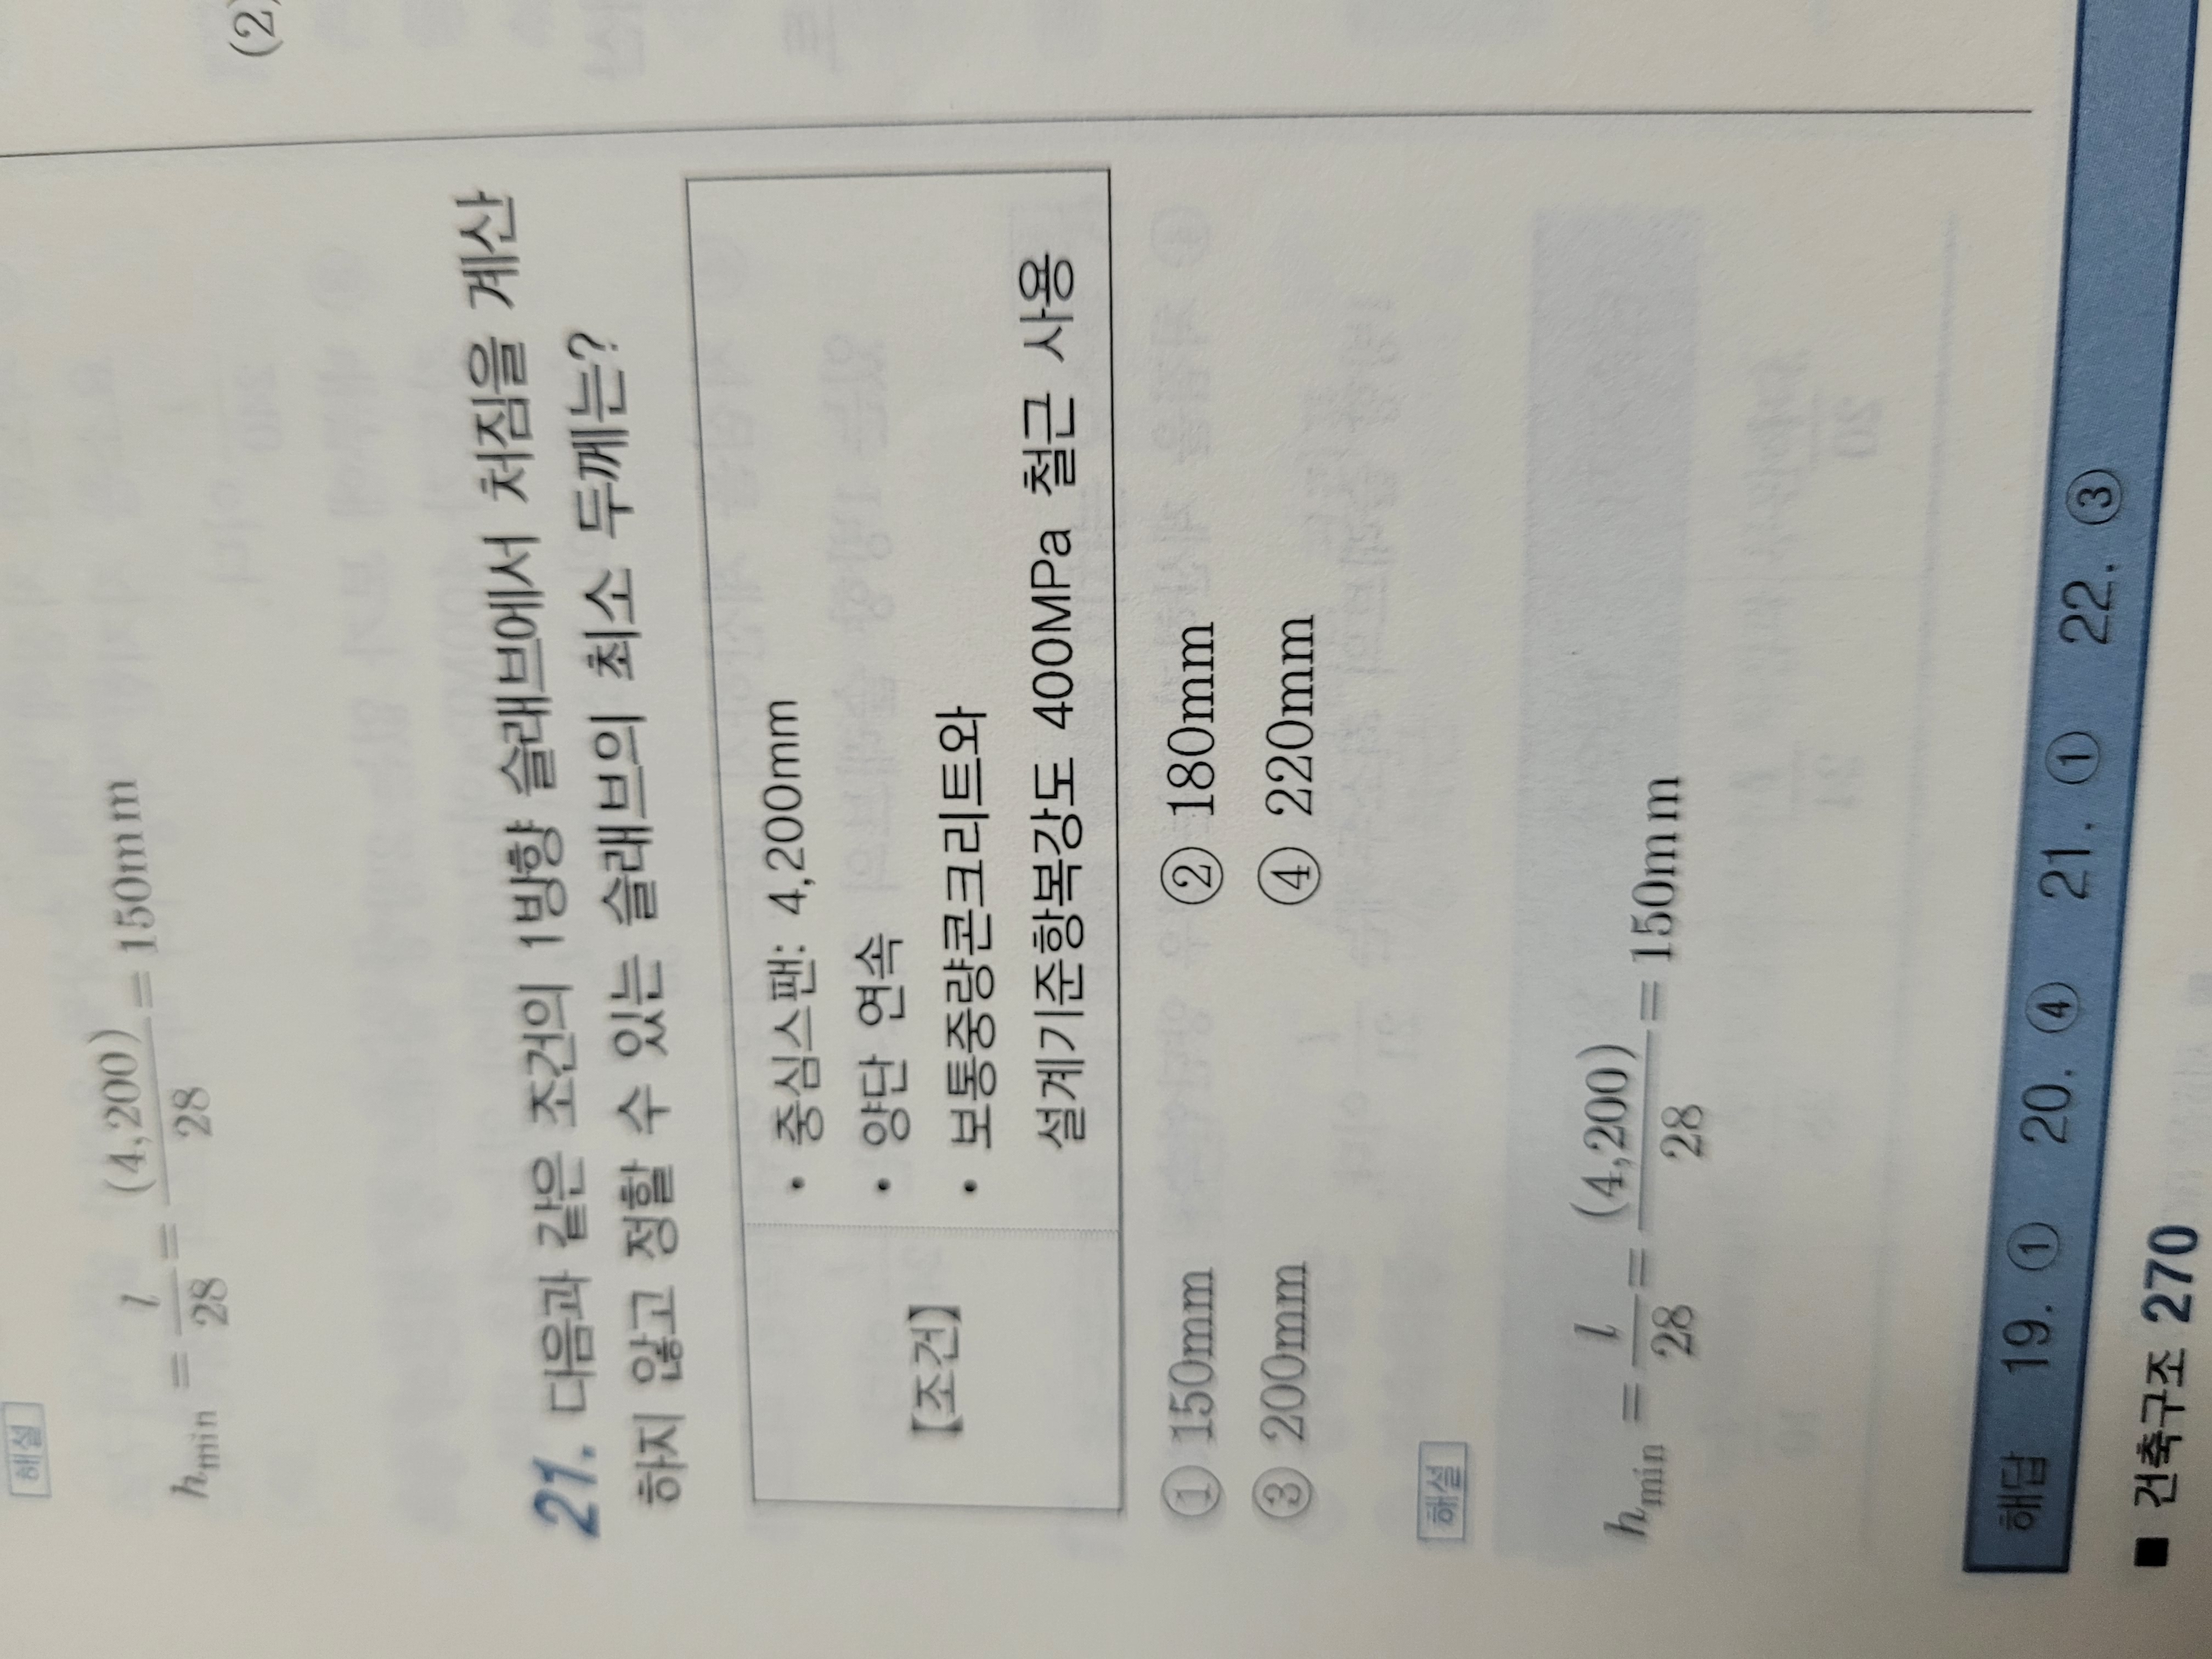 (2)
해설
h_min = l/28 = (4,200)/28 = 150mm
21. 다음과 같은 조건의 1방향 슬래브에서 처짐을 계산
하지 않고 정할 수 있는 슬래브의 최소 두께는?
【조건】
• 중심스팬: 4,200mm
• 양단 연속
• 보통중량콘크리트와
설계기준항복강도 400MPa 철근 사용
① 150mm ② 180mm
③ 200mm ④ 220mm
해설
h_min = l/28 = (4,200)/28 = 150mm
해답 19. ① 20. ④ 21. ① 22. ③
■ 건축구조 270